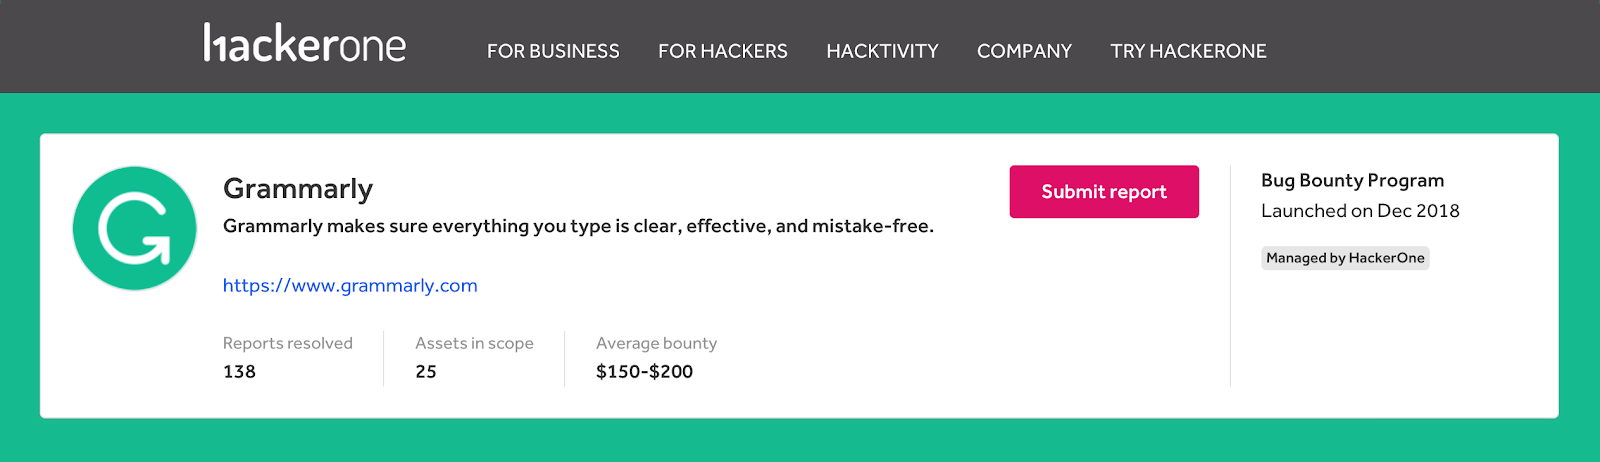 hackerone FOR BUSINESS FOR HACKERS HACKTIVITY COMPANY TRY HACKERONE
Grammarly
Grammarly makes sure everything you type is clear, effective, and mistake-free.
https://www.grammarly.com
Reports resolved Assets in scope Average bounty
138 25 $150-$200
Submit report
Bug Bounty Program
Launched on Dec 2018
Managed by HackerOne